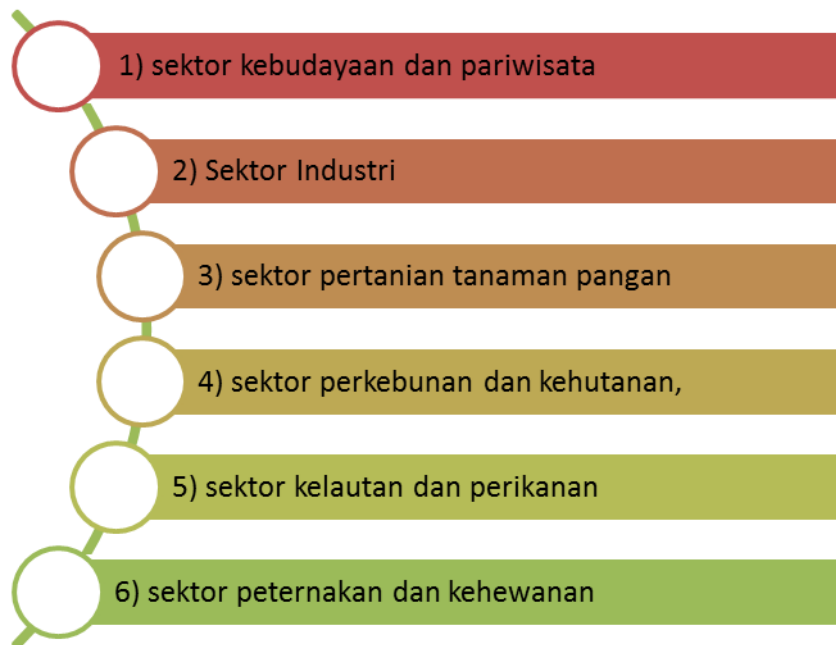 1) sektor kebudayaan dan pariwisata
2) Sektor Industri
3) sektor pertanian tanaman pangan
4) sektor perkebunan dan kehutanan,
5) sektor kelautan dan perikanan
6) sektor peternakan dan kehewanan